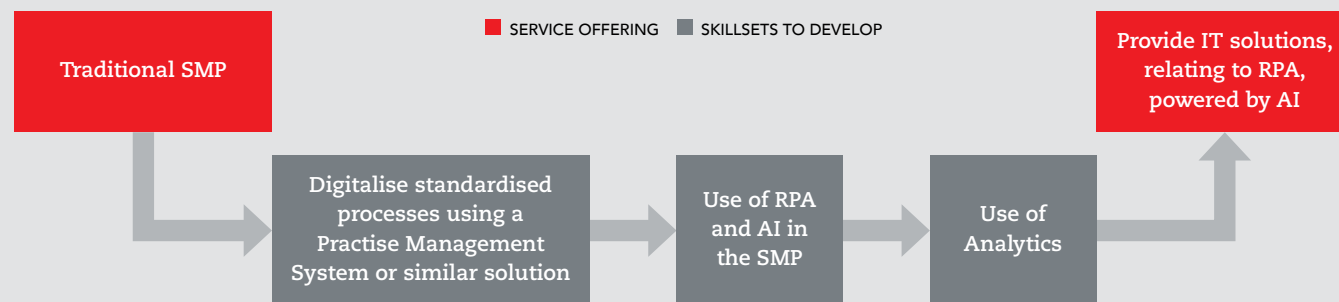 SERVICE OFFERING SKILLSETS TO DEVELOP
Traditional SMP
Provide IT solutions,
relating to RPA,
powered by AI
Digitalise standardised
processes using a
Practise Management
System or similar solution
Use of RPA
and AI in
the SMP
Use of
Analytics